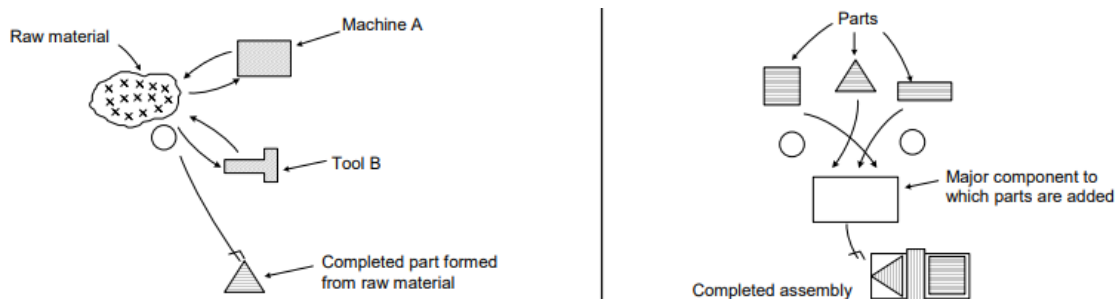 Machine A
Raw material
Tool B
Completed part formed
from raw material
Parts
Major component to
which parts are added
Completed assembly